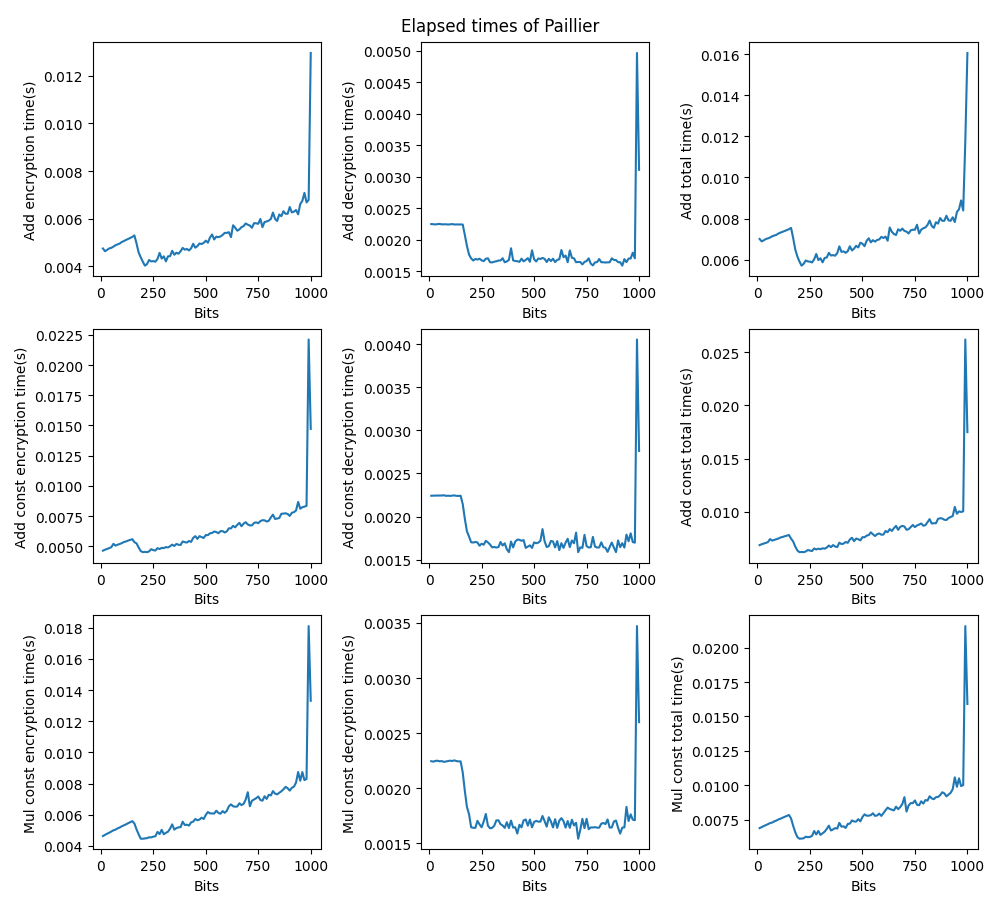 Elapsed times of Paillier
Add encryption time(s)
0.012
0.010
0.008
0.006
0.004
0 250 500 750 1000
Bits
Add decryption time(s)
0.0050
0.0045
0.0040
0.0035
0.0030
0.0025
0.0020
0.0015
0 250 500 750 1000
Bits
Add total time(s)
0.016
0.014
0.012
0.010
0.008
0.006
0 250 500 750 1000
Bits
Add const encryption time(s)
0.0225
0.0200
0.0175
0.0150
0.0125
0.0100
0.0075
0.0050
0 250 500 750 1000
Bits
Add const decryption time(s)
0.0040
0.0035
0.0030
0.0025
0.0020
0.0015
0 250 500 750 1000
Bits
Add const total time(s)
0.025
0.020
0.015
0.010
0 250 500 750 1000
Bits
Mul const encryption time(s)
0.018
0.016
0.014
0.012
0.010
0.008
0.006
0.004
0 250 500 750 1000
Bits
Mul const decryption time(s)
0.0035
0.0030
0.0025
0.0020
0.0015
0 250 500 750 1000
Bits
Mul const total time(s)
0.0200
0.0175
0.0150
0.0125
0.0100
0.0075
0 250 500 750 1000
Bits